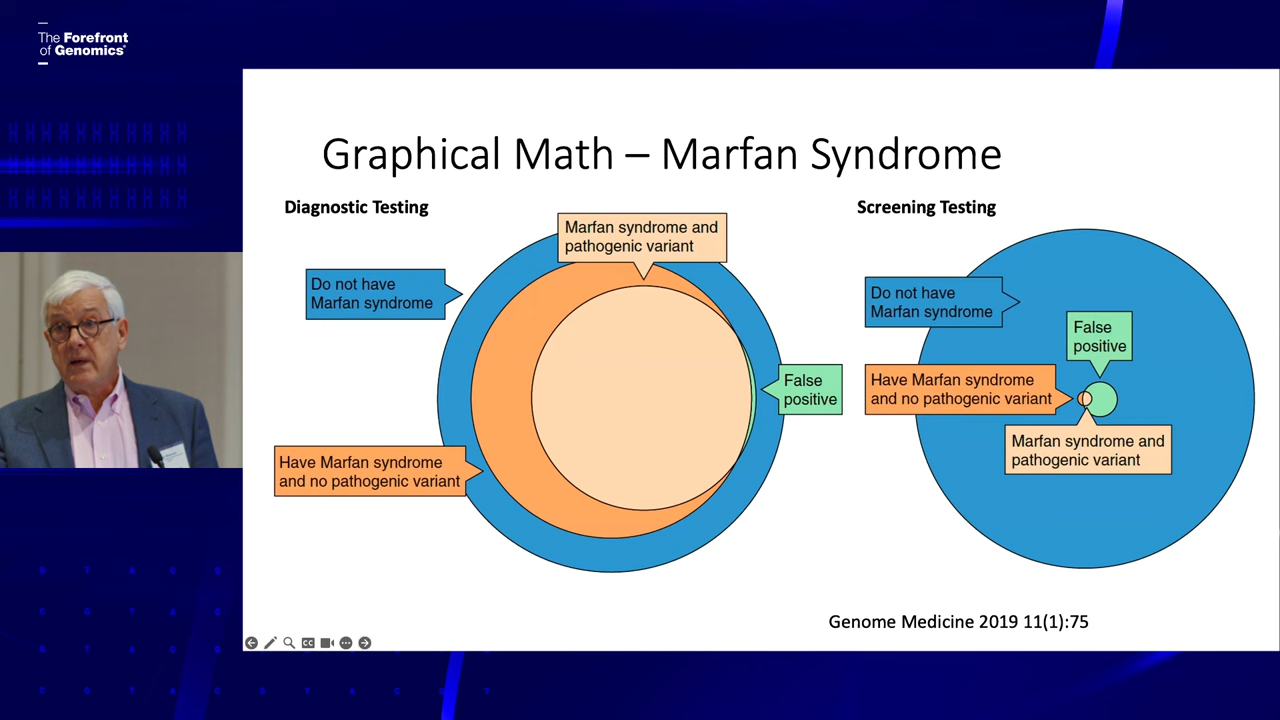 The Forefront
of Genomics®
Graphical Math – Marfan Syndrome
Diagnostic Testing
Screening Testing
Marfan syndrome and
pathogenic variant
Do not have
Marfan syndrome
False
positive
Have Marfan syndrome
and no pathogenic variant
Do not have
Marfan syndrome
False
positive
Have Marfan syndrome
and no pathogenic variant
Marfan syndrome and
pathogenic variant
Genome Medicine 2019 11(1):75
CC